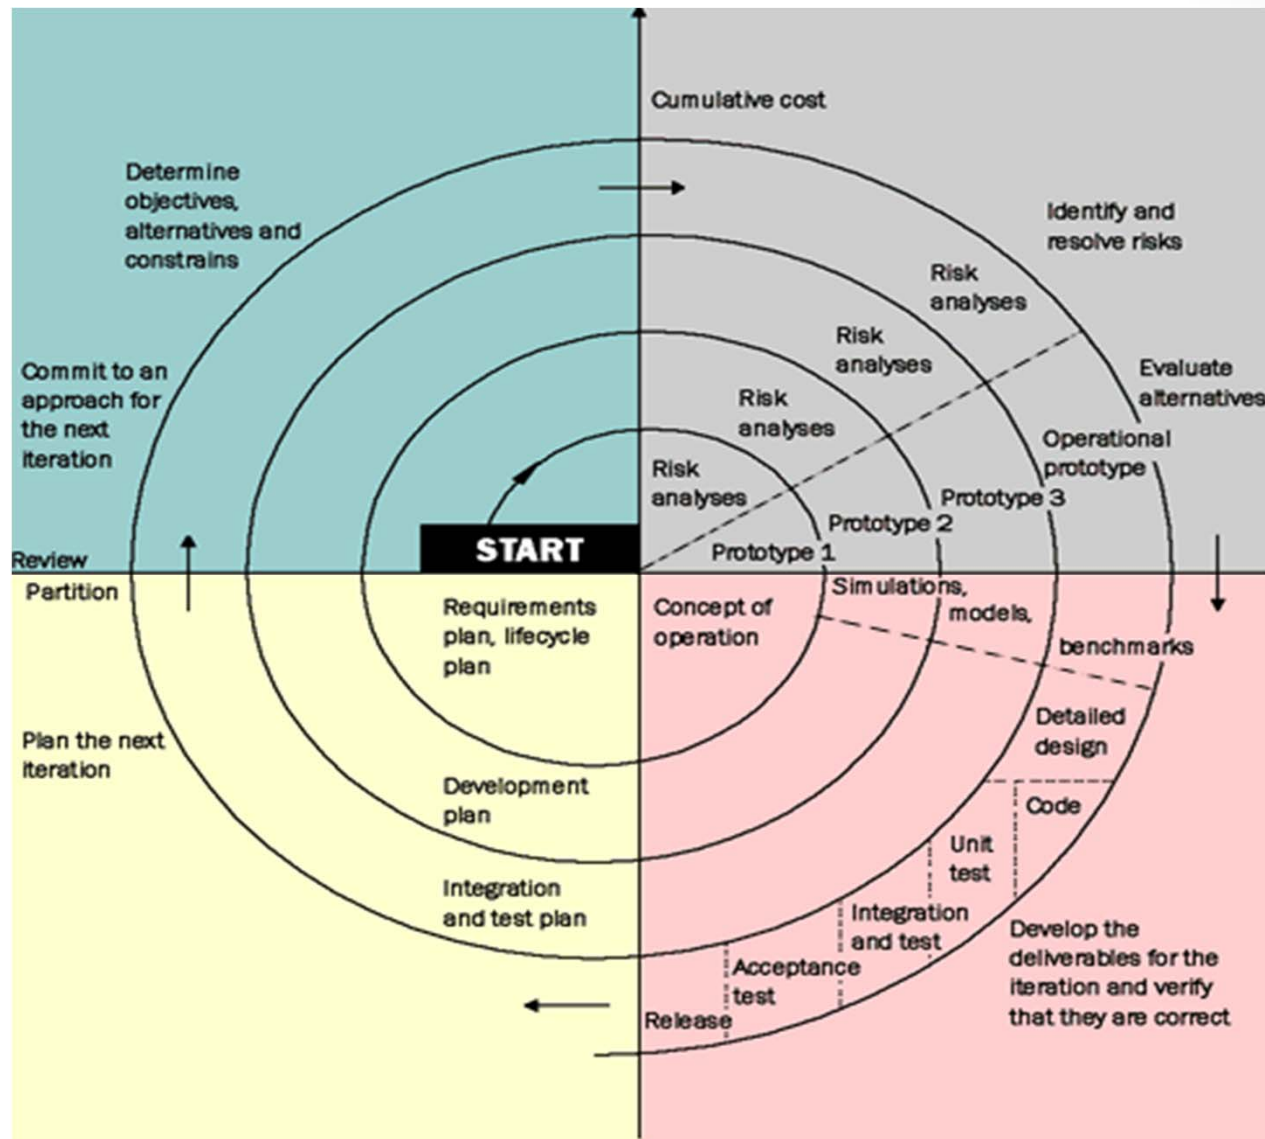 Cumulative cost
Determine
objectives,
alternatives and
constrains
Identify and
resolve risks
Risk
analyses
Risk
analyses
Risk
analyses
Risk
analyses
Commit to an
approach for
the next
iteration
Evaluate
alternatives
Operational
prototype
Prototype 3
Prototype 2
Prototype 1
START
Review
Partition
Requirements
plan, lifecycle
plan
Concept of
operation
Simulations,
models,
benchmarks
Plan the next
iteration
Detailed
design
Development
plan
Code
Unit
test
Integration
and test plan
Integration
and test
Acceptance
test
Release
Develop the
deliverables for the
iteration and verify
that they are correct